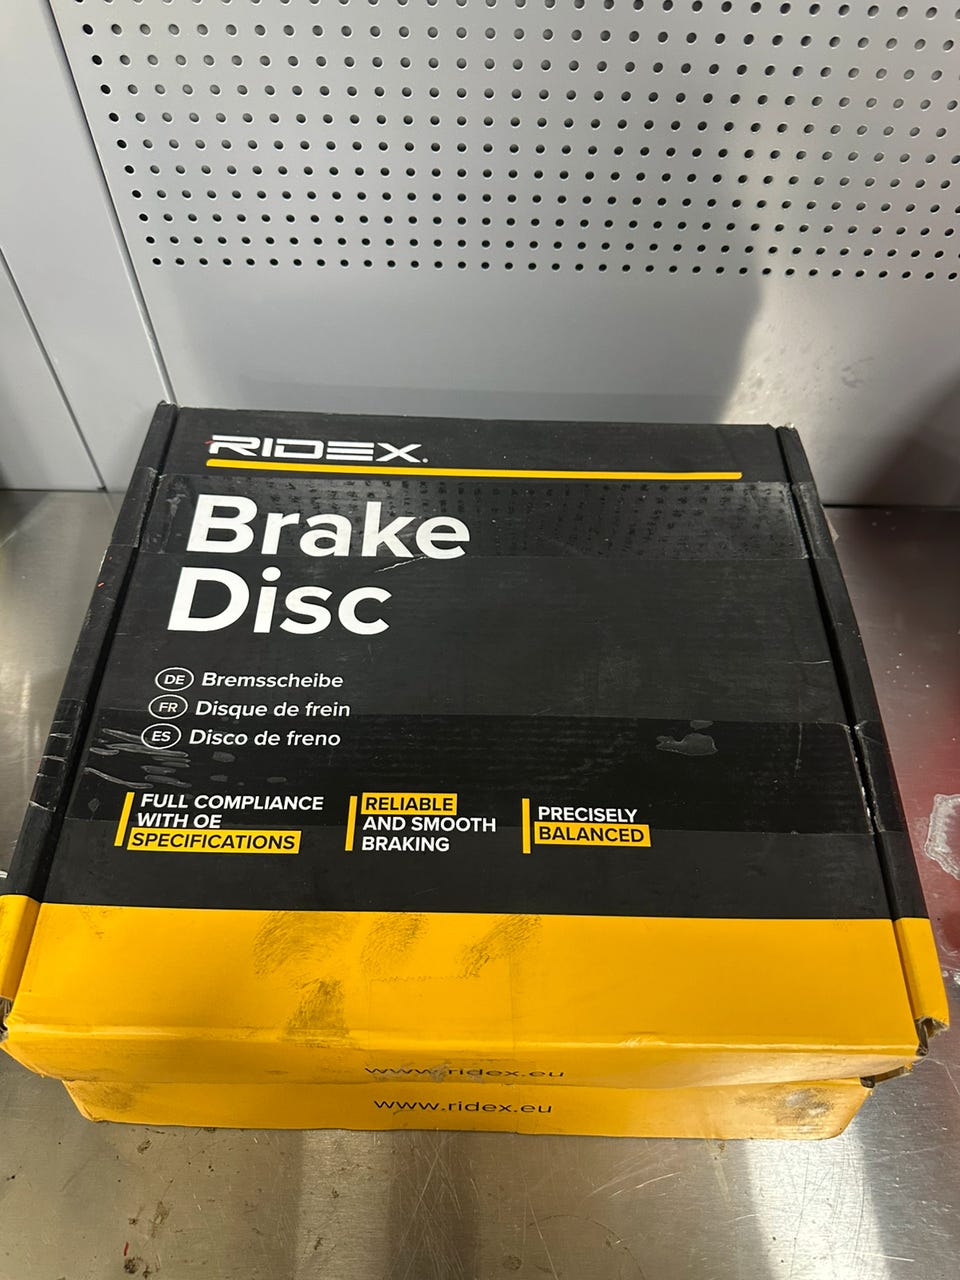 RIDEX.
Brake
Disc
DE Bremsscheibe
FR Disque de frein
ES Disco de freno
FULL COMPLIANCE
WITH OE
SPECIFICATIONS
RELIABLE
AND SMOOTH
BRAKING
PRECISELY
BALANCED
www.ridex.eu
www.ridex.eu